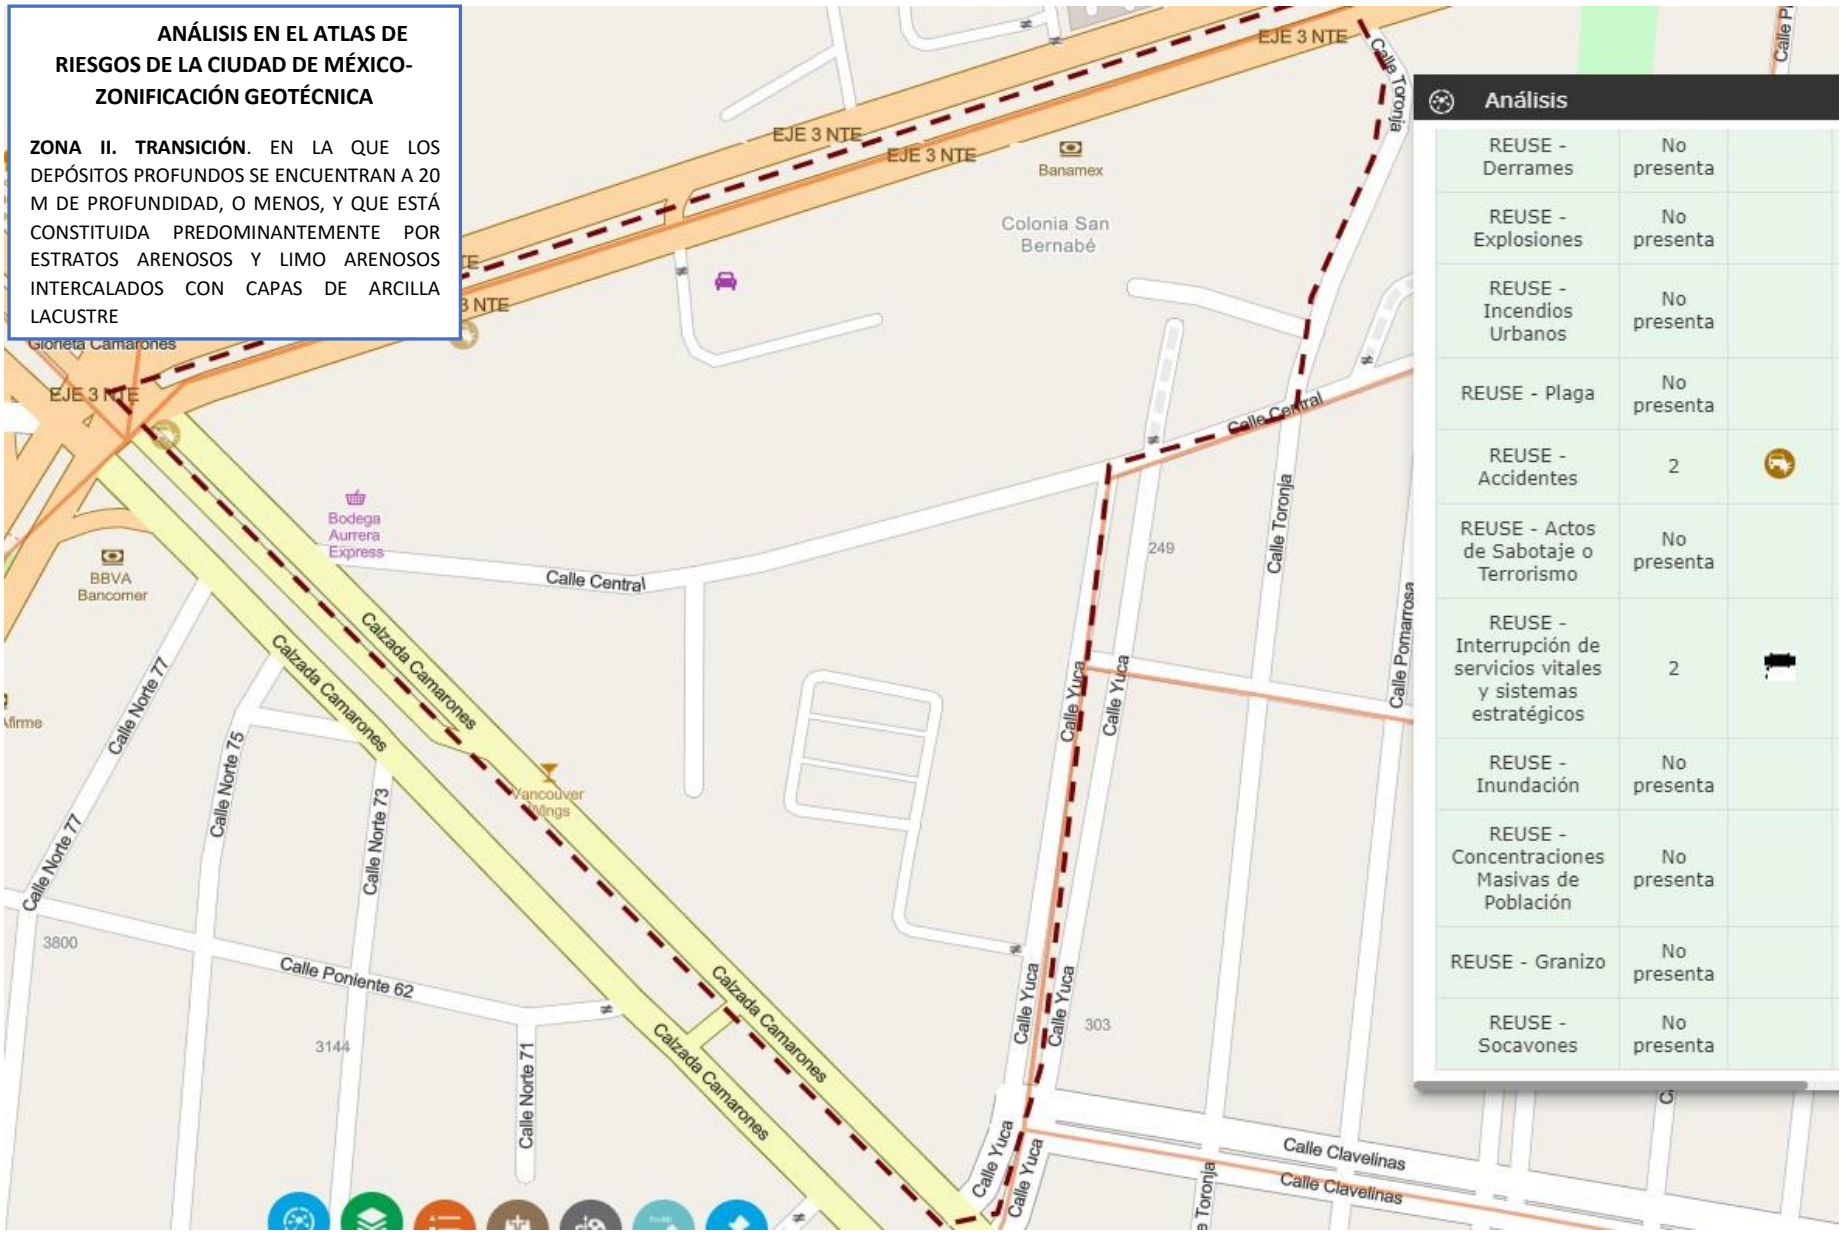 ANÁLISIS EN EL ATLAS DE
RIESGOS DE LA CIUDAD DE MÉXICO-
ZONIFICACIÓN GEOTÉCNICA
ZONA II. TRANSICIÓN. EN LA QUE LOS
DEPÓSITOS PROFUNDOS SE ENCUENTRAN A 20
M DE PROFUNDIDAD, O MENOS, Y QUE ESTÁ
CONSTITUIDA PREDOMINANTEMENTE POR
ESTRATOS ARENOSOS Y LIMO ARENOSOS
INTERCALADOS CON CAPAS DE ARCILLA
LACUSTRE
EJE 3 NTE
Calle Toronja
EJE 3 NTE
EJE 3 NTE
Banamex
Colonia San
Bernabé
3 NTE
Glorieta Camarones
EJE 3 NTE
Calle Central
Bodega
Aurrera
Express
Calle Central
249
Calle Toronja
BBVA
Bancomer
Calle Pomarrosa
Calzada Camarones
Calzada Camarones
Calle Norte 77
Calle Yuca
Calle Yuca
Afirme
Calle Norte 75
Calle Norte 73
Vancouver
Wings
Calle Norte 77
3800
Calle Poniente 62
Calzada Camarones
Calle Yuca
Calle Yuca
303
3144
Calle Norte 71
Calzada Camarones
Calle Yuca
Calle Yuca
Calle Clavelinas
Calle Clavelinas
e Toronja
Análisis
REUSE -
Derrames
No
presenta
REUSE -
Explosiones
No
presenta
REUSE -
Incendios
Urbanos
No
presenta
REUSE - Plaga
No
presenta
REUSE -
Accidentes
2
REUSE - Actos
de Sabotaje o
Terrorismo
No
presenta
REUSE -
Interrupción de
servicios vitales
y sistemas
estratégicos
2
REUSE -
Inundación
No
presenta
REUSE -
Concentraciones
Masivas de
Población
No
presenta
REUSE - Granizo
No
presenta
REUSE -
Socavones
No
presenta